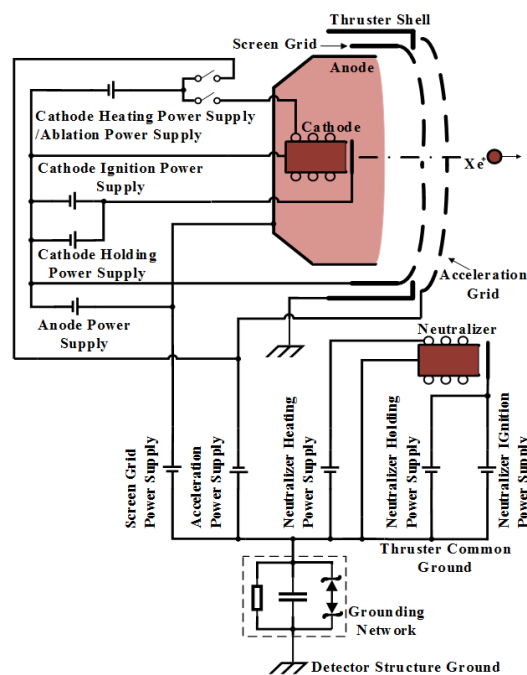 Thruster Shell
Screen Grid
Anode
Cathode Heating Power Supply
/Ablation Power Supply
Cathode
Cathode Ignition Power
Supply
Xe+
Cathode Holding
Power Supply
Acceleration
Grid
Anode Power
Supply
Neutralizer
Screen Grid
Power Supply
Acceleration
Power Supply
Neutralizer Heating
Power Supply
Neutralizer Holding
Power Supply
Neutralizer IGnition
Power Supply
Thruster Common
Ground
Grounding
Network
Detector Structure Ground